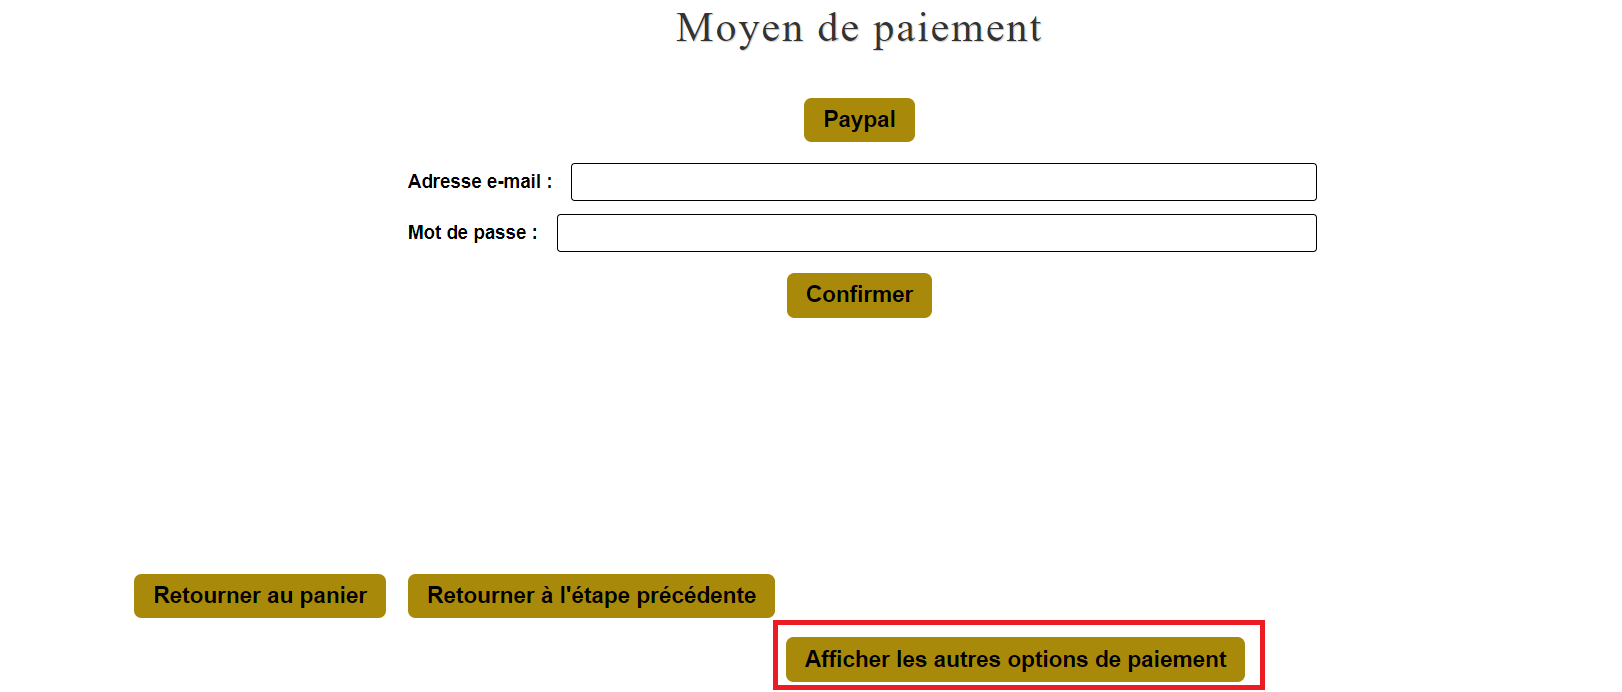 Moyen de paiement
Paypal
Adresse e-mail :
Mot de passe :
Confirmer
Retourner au panier
Retourner à l'étape précédente
Afficher les autres options de paiement